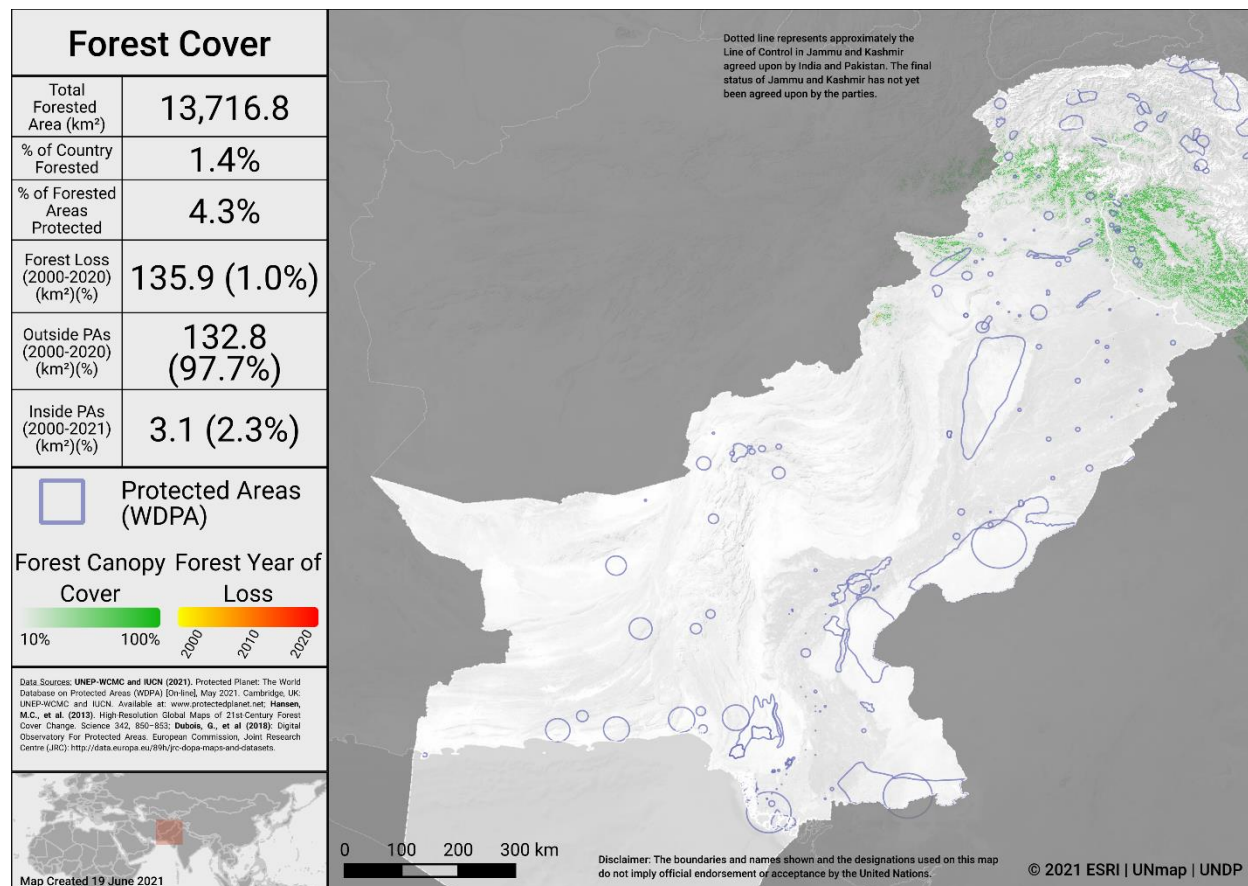 Forest Cover
Total
Forested
Area (km²)
13,716.8
% of Country
Forested
1.4%
% of Forested
Areas
Protected
4.3%
Forest Loss
(2000-2020)
(km²)(%)
135.9 (1.0%)
Outside PAs
(2000-2020)
(km²)(%)
132.8
(97.7%)
Inside PAs
(2000-2021)
(km²)(%)
3.1 (2.3%)
Protected Areas
(WDPA)
Forest Canopy
Cover
10% 100%
Forest Year of
Loss
2000 2010 2020
Data Sources: UNEP-WCMC and IUCN (2021). Protected Planet: The World
Database on Protected Areas (WDPA) [On-line], May 2021. Cambridge, UK:
UNEP-WCMC and IUCN. Available at: www.protectedplanet.net; Hansen,
M.C., et al. (2013). High-Resolution Global Maps of 21st-Century Forest
Cover Change. Science 342, 850–853; Dubois, G., et al (2018): Digital
Observatory For Protected Areas. European Commission, Joint Research
Centre (JRC): http://data.europa.eu/89h/jrc-dopa-maps-and-datasets.
Map Created 19 June 2021
Dotted line represents approximately the
Line of Control in Jammu and Kashmir
agreed upon by India and Pakistan. The final
status of Jammu and Kashmir has not yet
been agreed upon by the parties.
0 100 200 300 km
Disclaimer: The boundaries and names shown and the designations used on this map
do not imply official endorsement or acceptance by the United Nations.
© 2021 ESRI | UNmap | UNDP